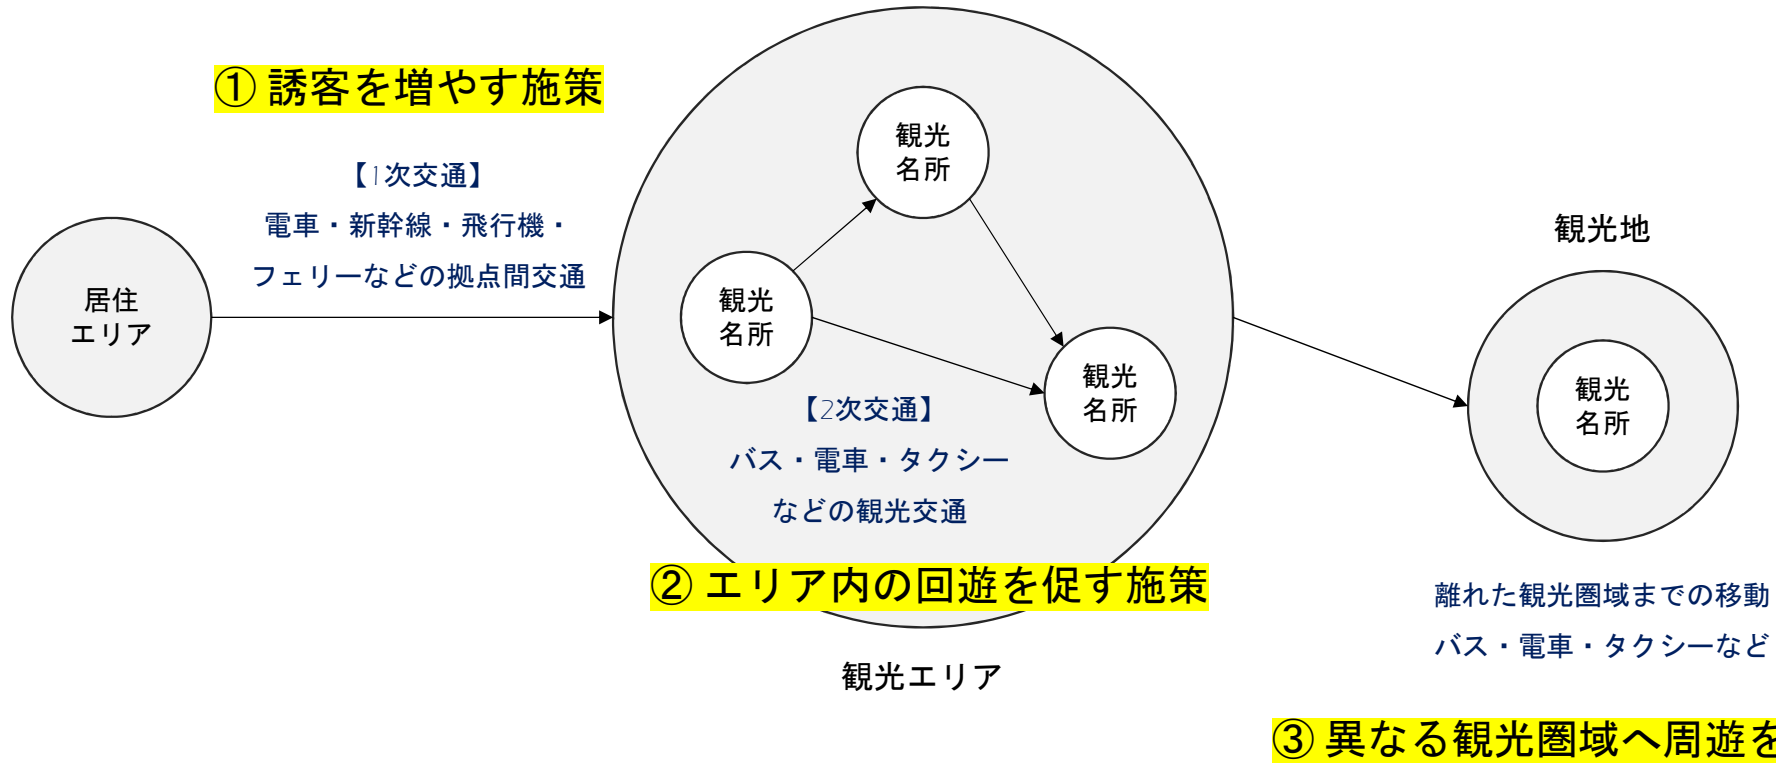 ① 誘客を増やす施策
【1次交通】
電車・新幹線・飛行機・
フェリーなどの拠点間交通
居住
エリア
観光
名所
観光
名所
観光
名所
【2次交通】
バス・電車・タクシー
などの観光交通
② エリア内の回遊を促す施策
観光エリア
観光地
観光
名所
離れた観光圏域までの移動
バス・電車・タクシーなど
③ 異なる観光圏域へ周遊を